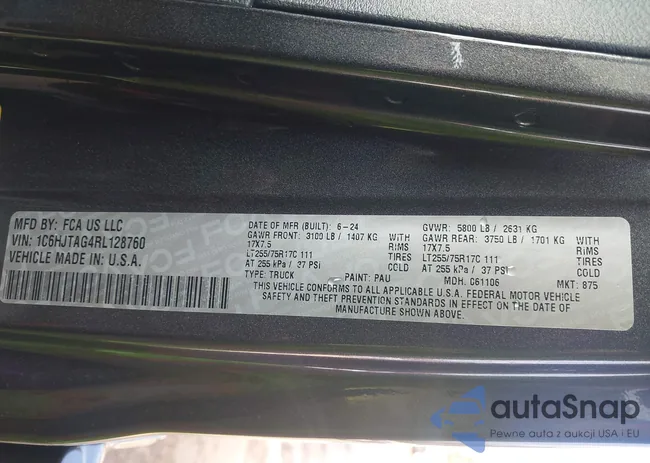 MFD BY: FCA US LLC
VIN: 1C6HJTAG4RL128760
VEHICLE MADE IN: U.S.A.
DATE OF MFR (BUILT): 6-24
GAWR FRONT: 3100 LB / 1407 KG WITH
17X7.5 RIMS
LT255/75R17C 111 TIRES
AT 255 kPa / 37 PSI COLD
TYPE: TRUCK PAINT: PAU
GVWR: 5800 LB / 2631 KG
GAWR REAR: 3750 LB / 1701 KG WITH
17X7.5 RIMS
LT255/75R17C 111 TIRES
AT 255 kPa / 37 PSI COLD
MDH. C61106 MKT: 875
THIS CONFORMS TO ALL APPLICABLE U.S.A. FEDERAL MOTOR VEHICLE
SAFETY AND THEFT PREVENTION STANDARDS IN EFFECT ON THE DATE OF
MANUFACTURE SHOWN ABOVE.
autoSnap
Pewne auta z aukcji USA i EU